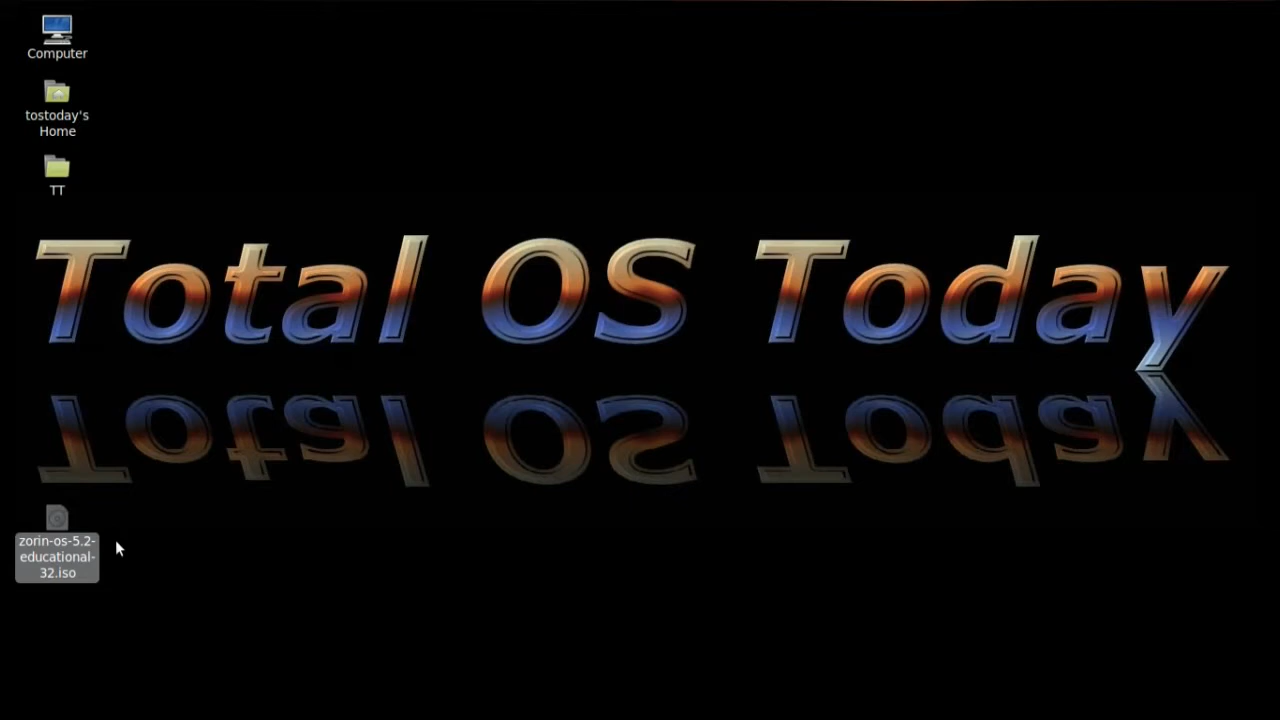 Computer
tostoday's
Home
TT
Total OS Today
zorin-os-5.2-
educational-
32.iso